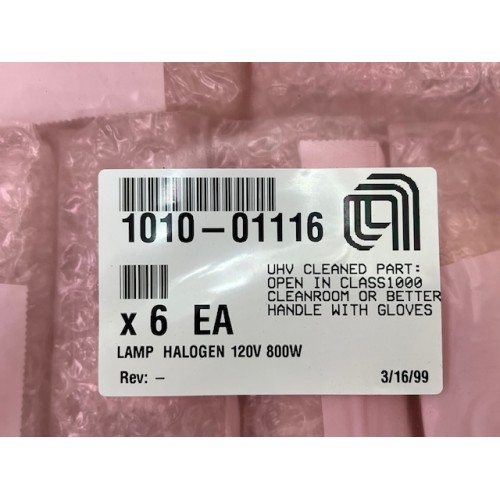 1010-01116
UHV CLEANED PART:
OPEN IN CLASS1000
CLEANROOM OR BETTER
HANDLE WITH GLOVES
x 6 EA
LAMP HALOGEN 120V 800W
Rev: –
3/16/99